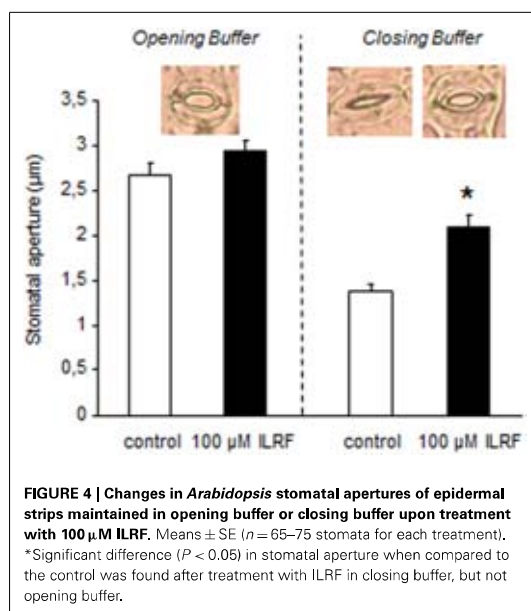 Opening Buffer
Closing Buffer
3,5
3
2,5
2
1,5
1
0,5
0
Stomatal aperture (µm)
*
control 100 µM ILRF
control 100 µM ILRF
FIGURE 4 | Changes in Arabidopsis stomatal apertures of epidermal
strips maintained in opening buffer or closing buffer upon treatment
with 100 µM ILRF. Means ± SE (n = 65–75 stomata for each treatment).
*Significant difference (P < 0.05) in stomatal aperture when compared to
the control was found after treatment with ILRF in closing buffer, but not
opening buffer.